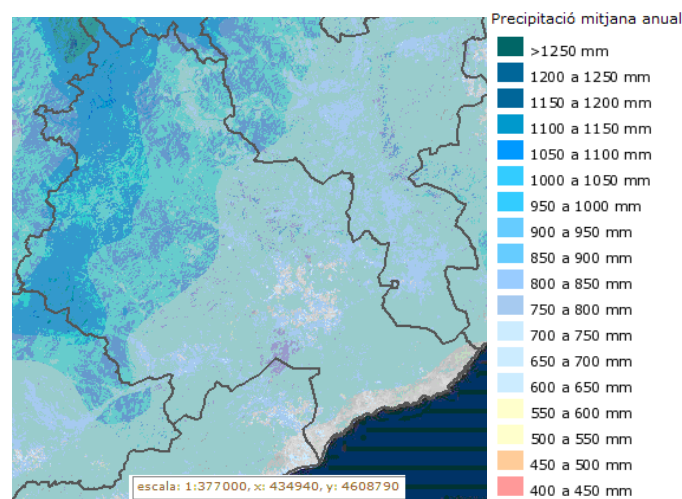 Precipitació mitjana anual
>1250 mm
1200 a 1250 mm
1150 a 1200 mm
1100 a 1150 mm
1050 a 1100 mm
1000 a 1050 mm
950 a 1000 mm
900 a 950 mm
850 a 900 mm
800 a 850 mm
750 a 800 mm
700 a 750 mm
650 a 700 mm
600 a 650 mm
550 a 600 mm
500 a 550 mm
450 a 500 mm
400 a 450 mm
escala: 1:377000, x: 434940, y: 4608790